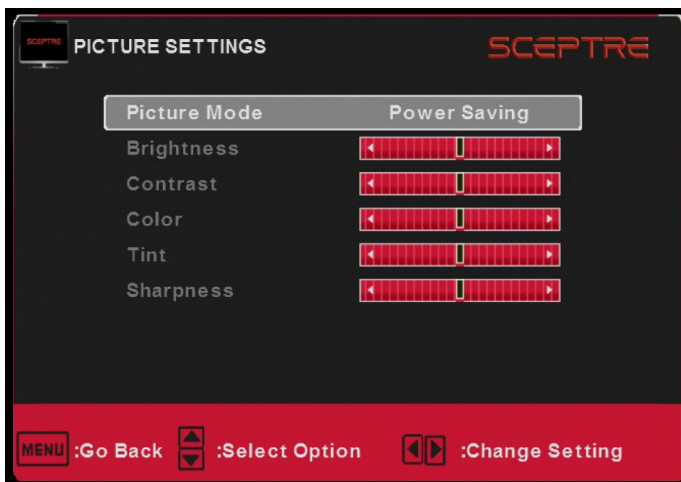 SCEPTRE
PICTURE SETTINGS
SCEPTRE
Picture Mode Power Saving
Brightness
Contrast
Color
Tint
Sharpness
MENU :Go Back :Select Option :Change Setting